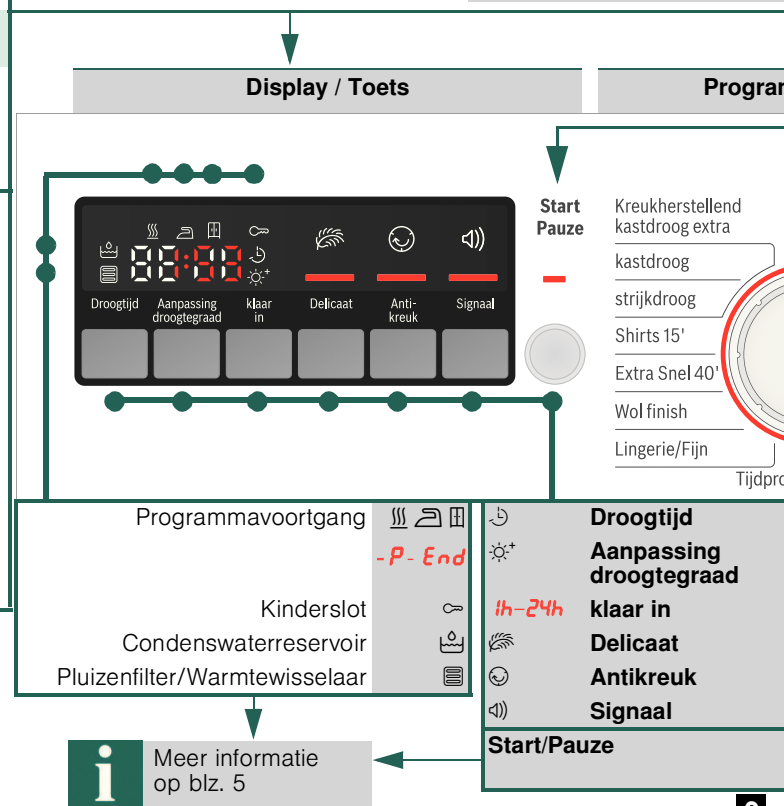 Display / Toets
Start
Pauze
Kreukherstellend
kastdroog extra
kastdroog
strijkdroog
Shirts 15'
Extra Snel 40'
Wol finish
Lingerie/Fijn
88:88
Droogtijd
Aanpassing
droogtegraad
klaar
in
Delicaat
Anti-
kreuk
Signaal
Programmavoortgang
-P- End
Kinderslot
Condenswaterreservoir
Pluizenfilter/Warmtewisselaar
Droogtijd
Aanpassing
droogtegraad
1h-24h klaar in
Delicaat
Antikreuk
Signaal
Start/Pauze
Meer informatie
op blz. 5